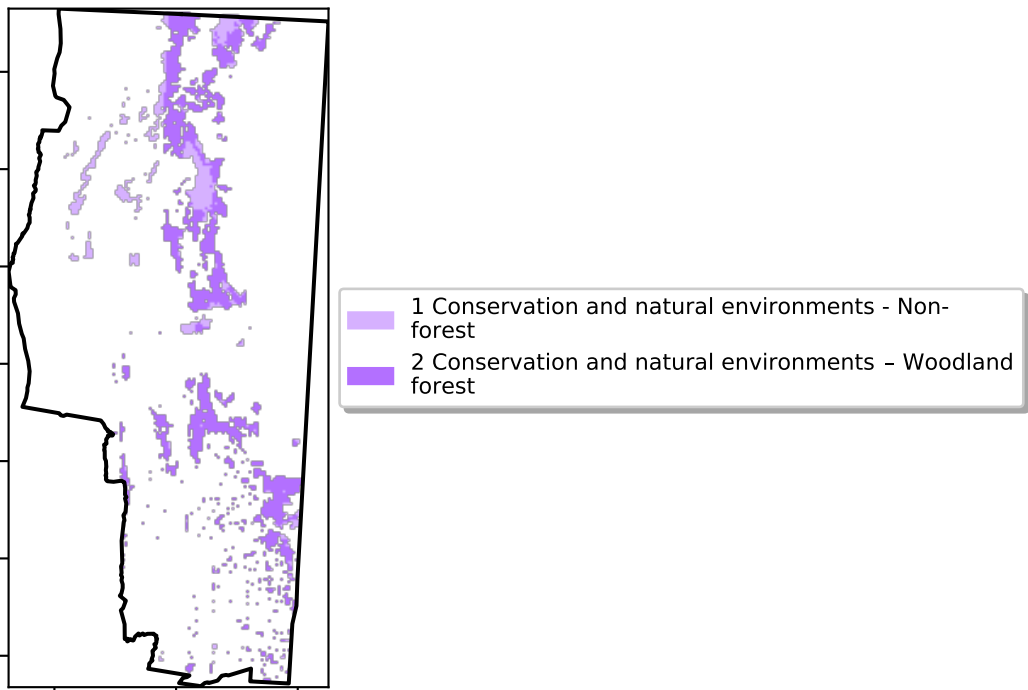 1 Conservation and natural environments - Non-
forest
2 Conservation and natural environments – Woodland
forest